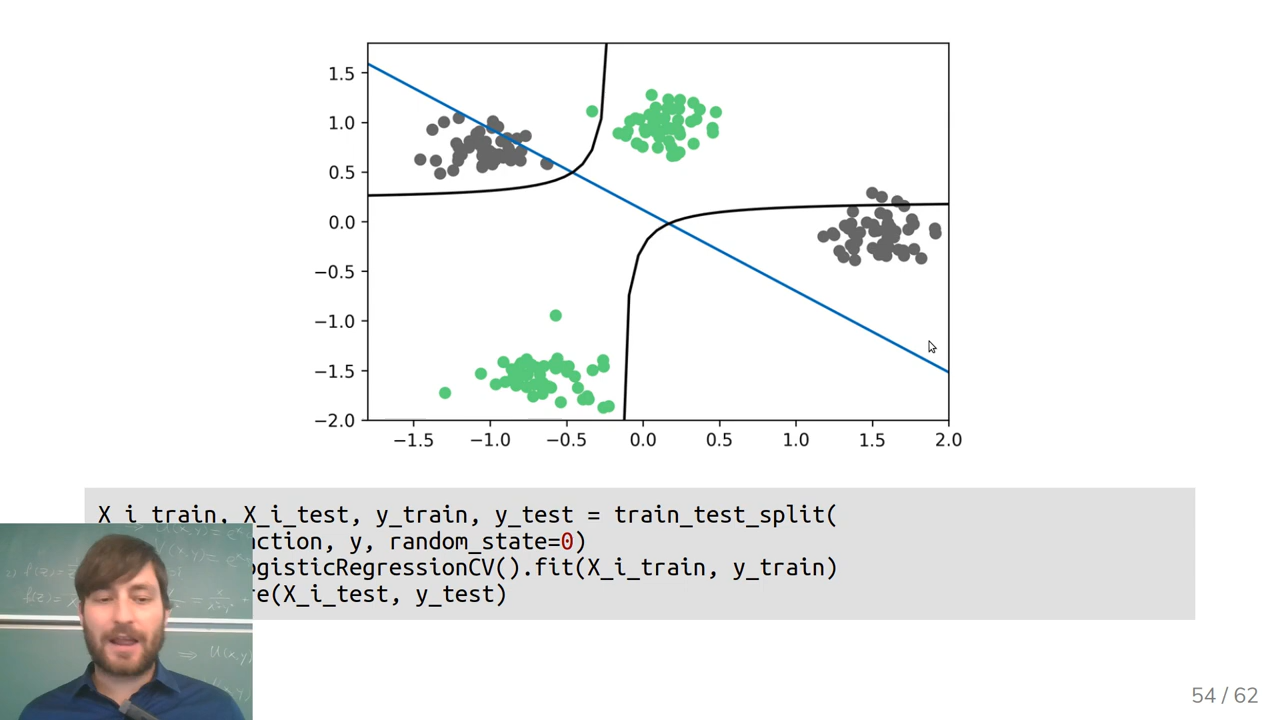 1.5
1.0
0.5
0.0
−0.5
−1.0
−1.5
−2.0
−1.5 −1.0 −0.5 0.0 0.5 1.0 1.5 2.0
X_i_train, X_i_test, y_train, y_test = train_test_split(
ction, y, random_state=0)
ogisticRegressionCV().fit(X_i_train, y_train)
re(X_i_test, y_test)
54 / 62